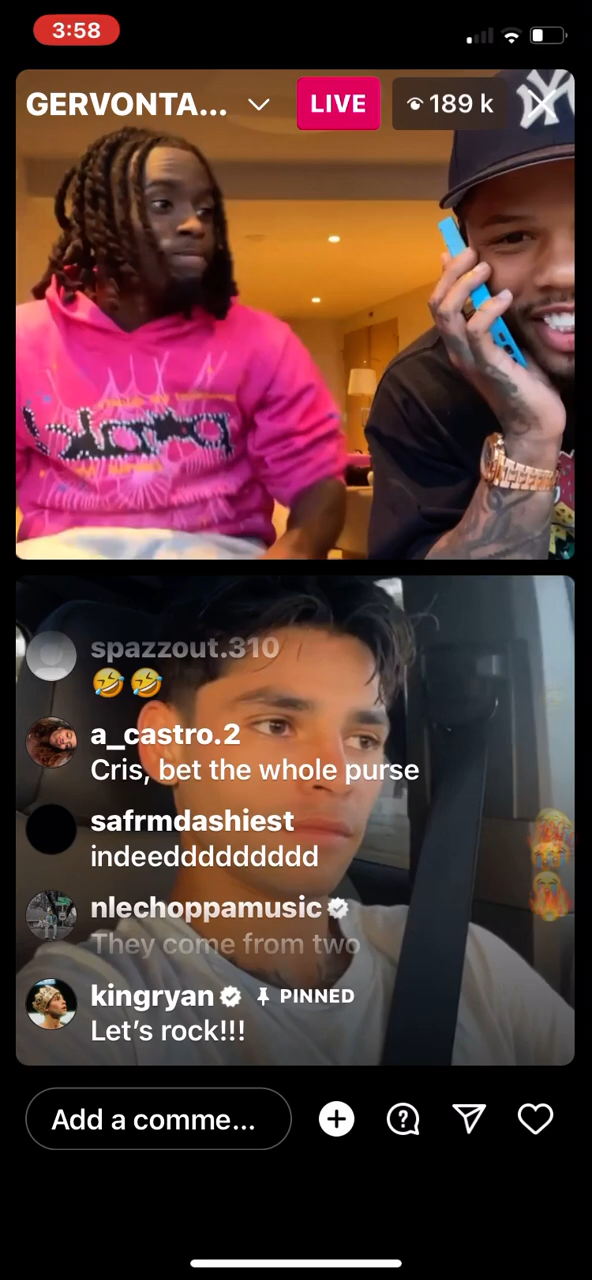 3:58
GERVONTA...
LIVE
189 k
NY
spazzout.310
🤣🤣
a_castro.2
Cris, bet the whole purse
safrmdashiest
indeeddddddddd
nlechoppamusic
They come from two
kingryan PINNED
Let's rock!!!
Add a comme...